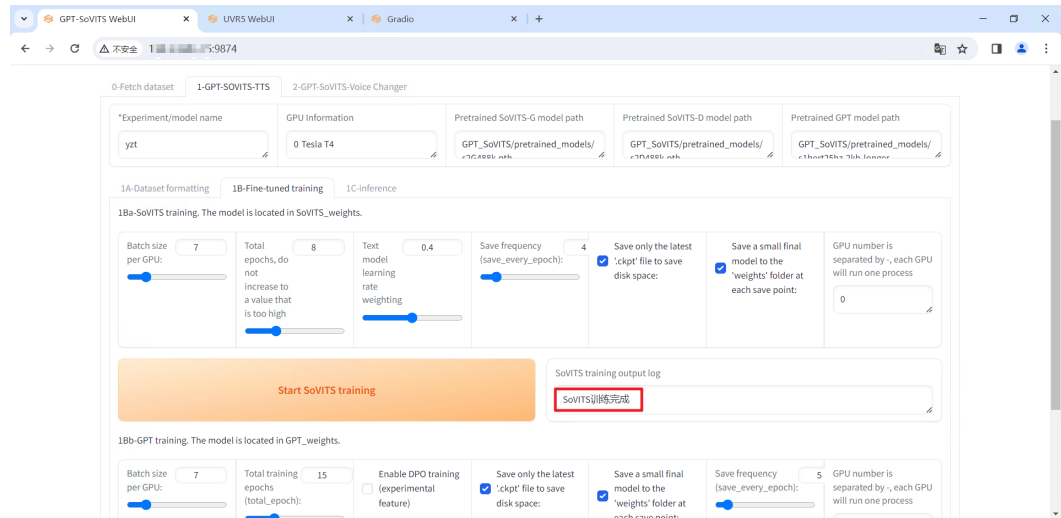 GPT-SoVITS WebUI
UVR5 WebUI
Gradio
不安全
:9874
0-Fetch dataset
1-GPT-SOVITS-TTS
2-GPT-SoVITS-Voice Changer
*Experiment/model name
yzt
GPU Information
0 Tesla T4
Pretrained SoVITS-G model path
GPT_SoVITS/pretrained_models/
s2G488k.pth
Pretrained SoVITS-D model path
GPT_SoVITS/pretrained_models/
s2D488k.pth
Pretrained GPT model path
GPT_SoVITS/pretrained_models/
s1bert25hz-2kh-longer
1A-Dataset formatting
1B-Fine-tuned training
1C-inference
1Ba-SoVITS training. The model is located in SoVITS_weights.
Batch size
per GPU:
7
Total
epochs, do
not
increase to
a value that
is too high
8
Text
model
learning
rate
weighting
0.4
Save frequency
(save_every_epoch):
4
Save only the latest
'.ckpt' file to save
disk space:
Save a small final
model to the
'weights' folder at
each save point:
GPU number is
separated by -, each GPU
will run one process
0
Start SoVITS training
SoVITS training output log
SoVITS训练完成
1Bb-GPT training. The model is located in GPT_weights.
Batch size
per GPU:
7
Total training
epochs
(total_epoch):
15
Enable DPO training
(experimental
feature)
Save only the latest
'.ckpt' file to save
disk space:
Save a small final
model to the
'weights' folder at
each save point:
Save frequency
(save_every_epoch):
5
GPU number is
separated by -, each GPU
will run one process